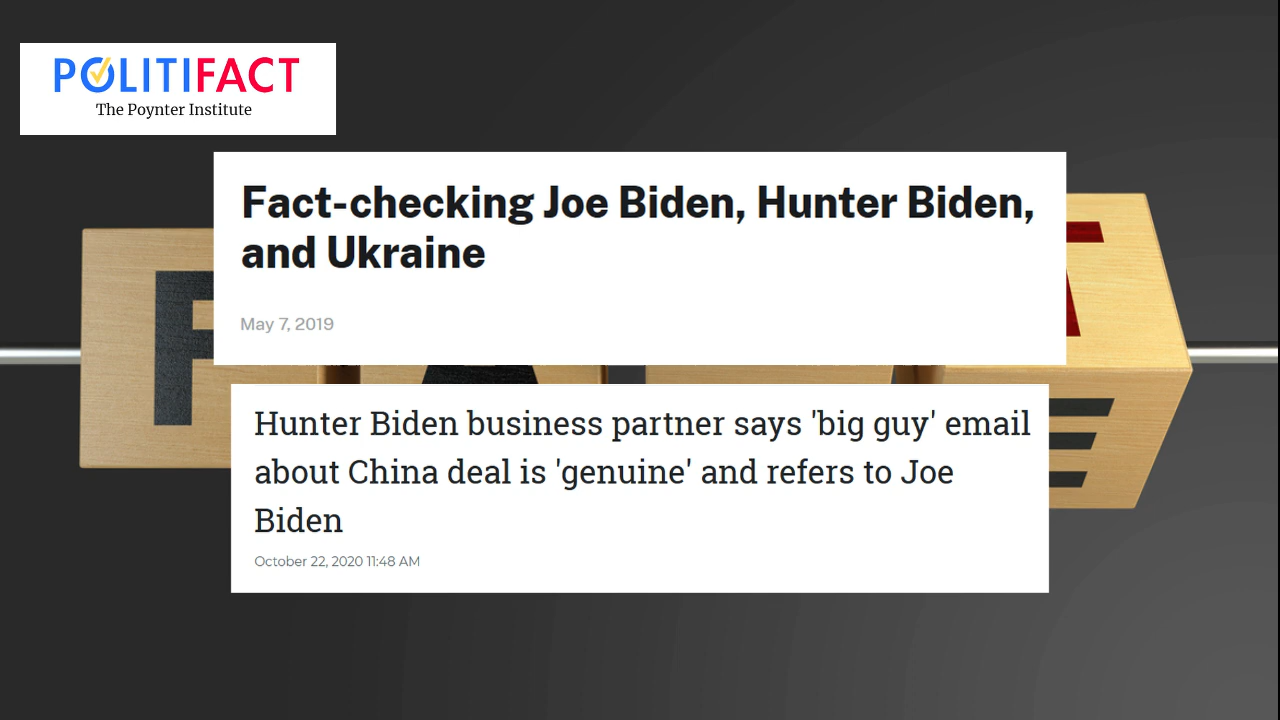 POLITIFACT
The Poynter Institute
Fact-checking Joe Biden, Hunter Biden,
and Ukraine
May 7, 2019
Hunter Biden business partner says 'big guy' email
about China deal is 'genuine' and refers to Joe
Biden
October 22, 2020 11:48 AM